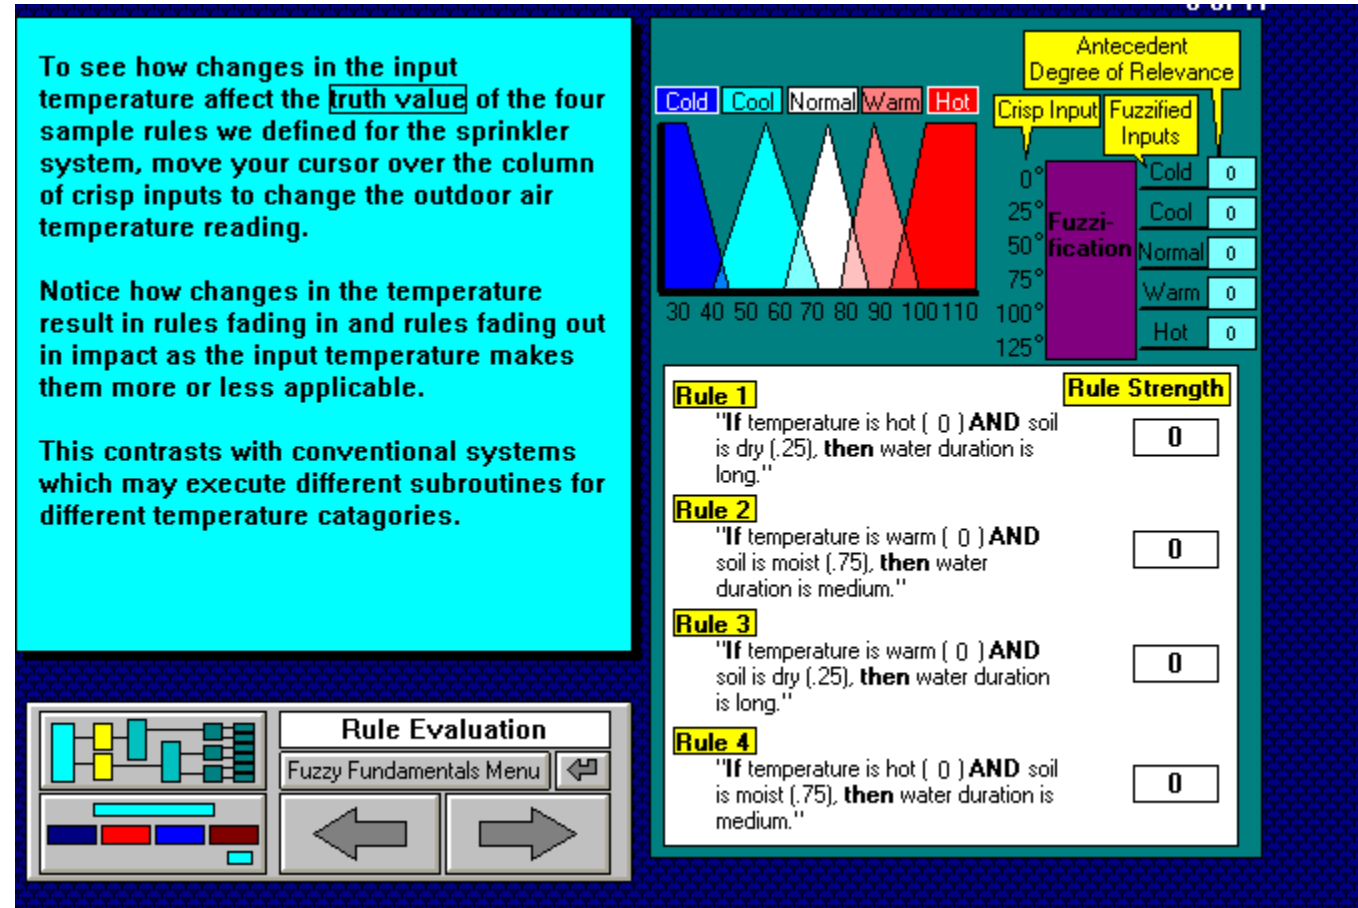 To see how changes in the input
temperature affect the truth value of the four
sample rules we defined for the sprinkler
system, move your cursor over the column
of crisp inputs to change the outdoor air
temperature reading.
Notice how changes in the temperature
result in rules fading in and rules fading out
in impact as the input temperature makes
them more or less applicable.
This contrasts with conventional systems
which may execute different subroutines for
different temperature catagories.
Rule Evaluation
Fuzzy Fundamentals Menu
Cold Cool Normal Warm Hot
30 40 50 60 70 80 90 100 110
Antecedent
Degree of Relevance
Crisp Input
Fuzzified
Inputs
0°
25°
50°
75°
100°
125°
Fuzzi-
fication
Cold 0
Cool 0
Normal 0
Warm 0
Hot 0
Rule Strength
Rule 1
"If temperature is hot ( 0 ) AND soil
is dry (.25), then water duration is
long."
0
Rule 2
"If temperature is warm ( 0 ) AND
soil is moist (.75), then water
duration is medium."
0
Rule 3
"If temperature is warm ( 0 ) AND
soil is dry (.25), then water duration
is long."
0
Rule 4
"If temperature is hot ( 0 ) AND soil
is moist (.75), then water duration is
medium."
0